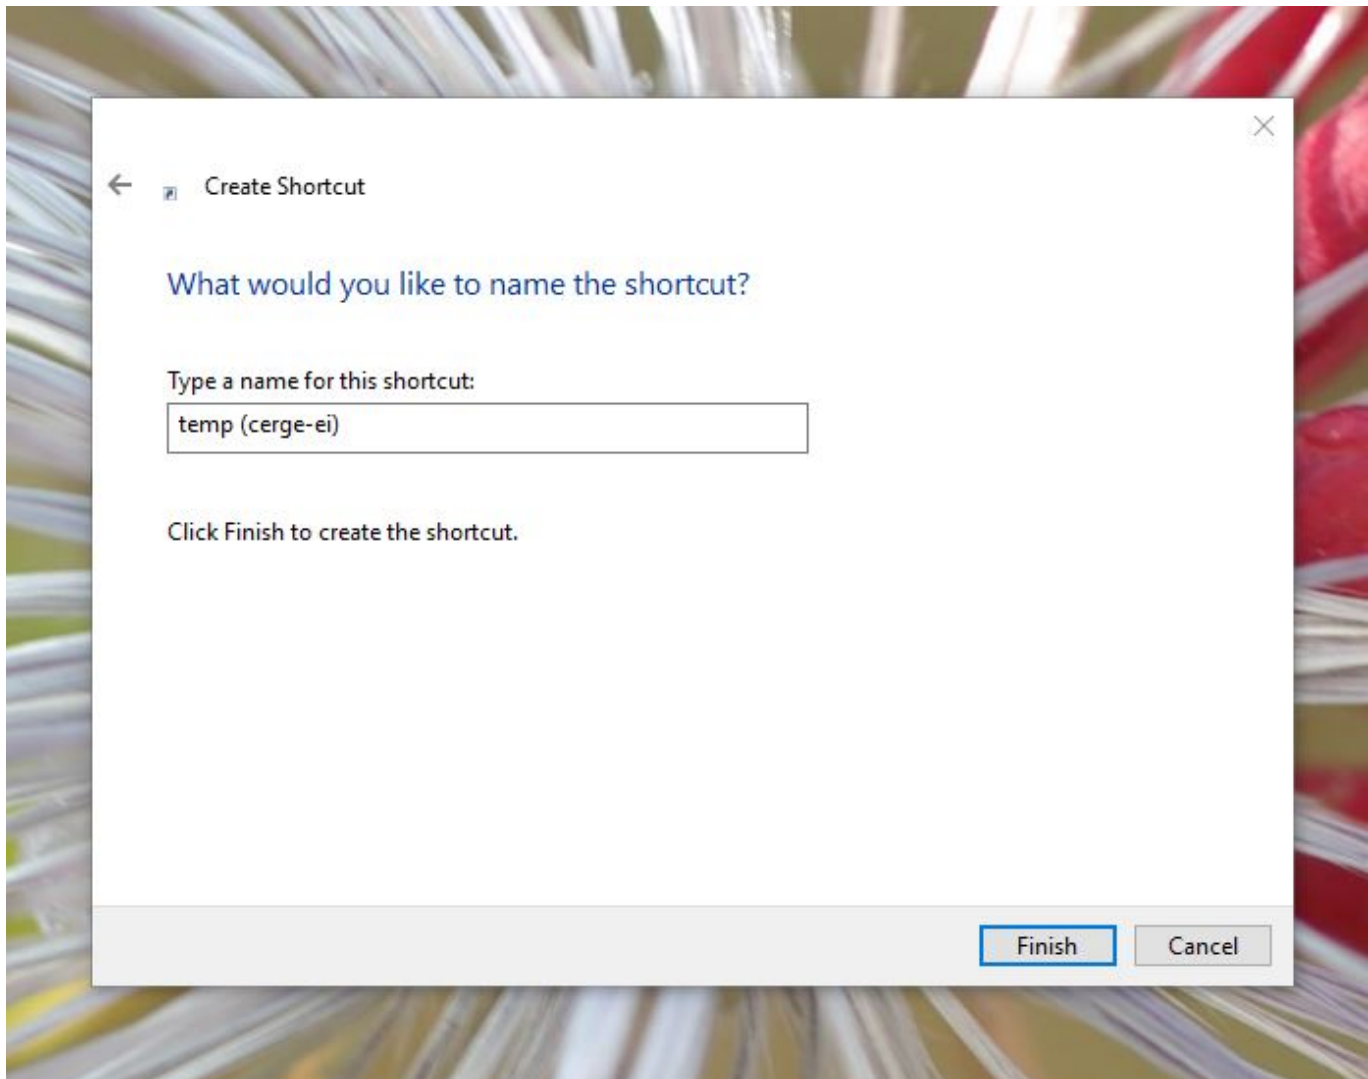 Create Shortcut
What would you like to name the shortcut?
Type a name for this shortcut:
temp (cerge-ei)
Click Finish to create the shortcut.
Finish Cancel